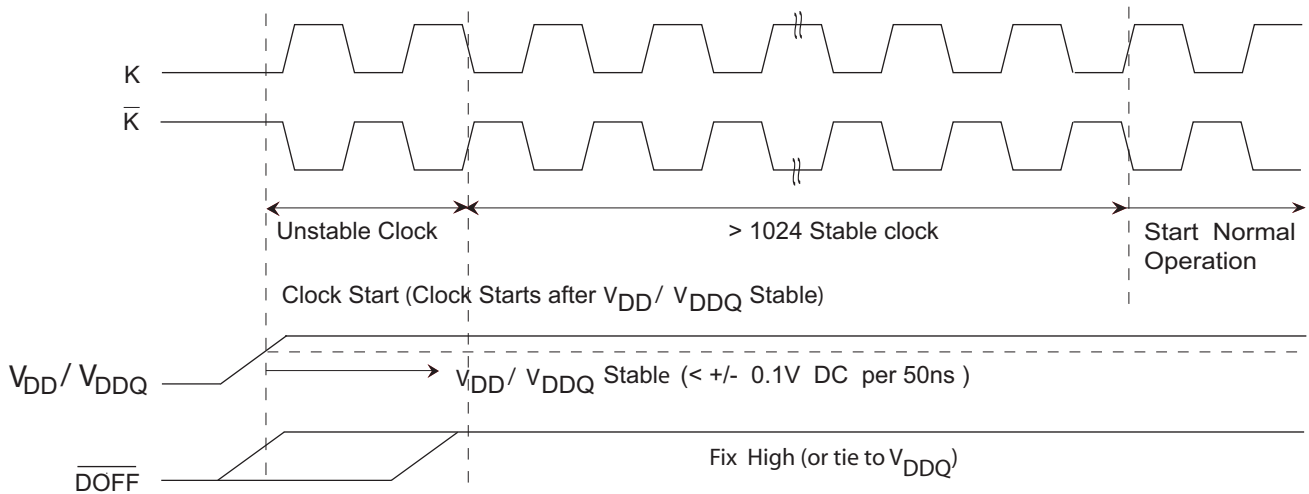 K
K
Unstable Clock
> 1024 Stable clock
Start Normal
Operation
Clock Start (Clock Starts after VDD / VDDQ Stable)
VDD / VDDQ
VDD / VDDQ Stable (< +/- 0.1V DC per 50ns )
DOFF
Fix High (or tie to VDDQ)